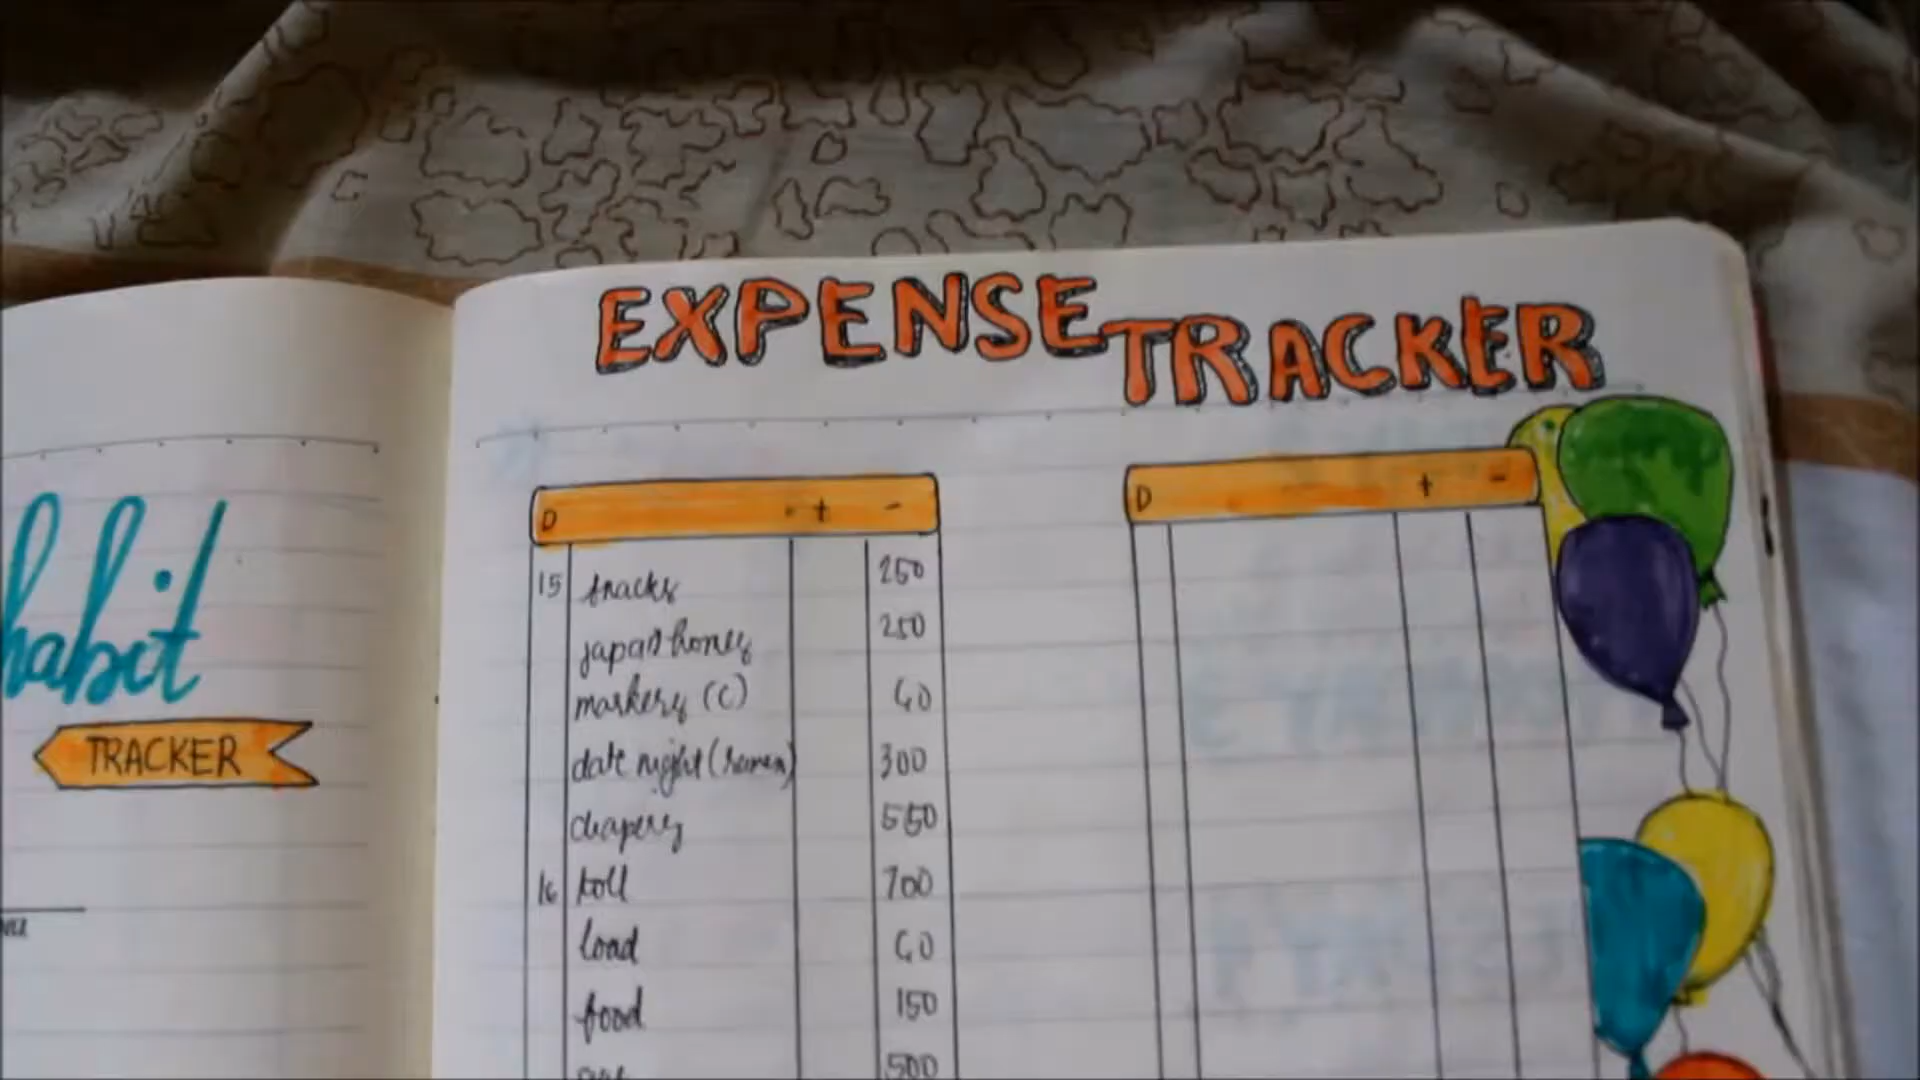 EXPENSE TRACKER
habit
TRACKER
D + -
15 snacks 250
japan honey 250
markers (C) 60
date night (ramen) 300
diapers 550
16 toll 700
load 60
food 150
500
D + -